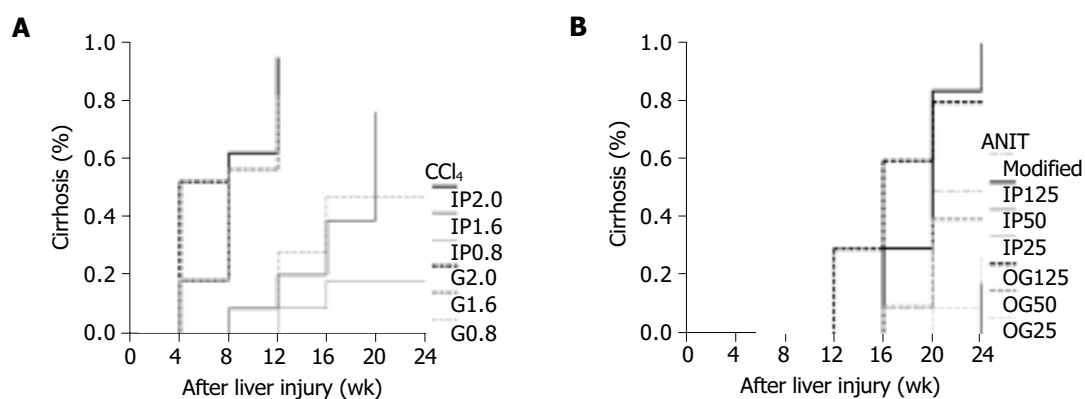 A
1.0
0.8
0.6
0.4
0.2
0.0
Cirrhosis (%)
0 4 8 12 16 20 24
After liver injury (wk)
CCl₄
IP2.0
IP1.6
IP0.8
G2.0
G1.6
G0.8
B
1.0
0.8
0.6
0.4
0.2
0.0
Cirrhosis (%)
0 4 8 12 16 20 24
After liver injury (wk)
ANIT
Modified
IP125
IP50
IP25
OG125
OG50
OG25